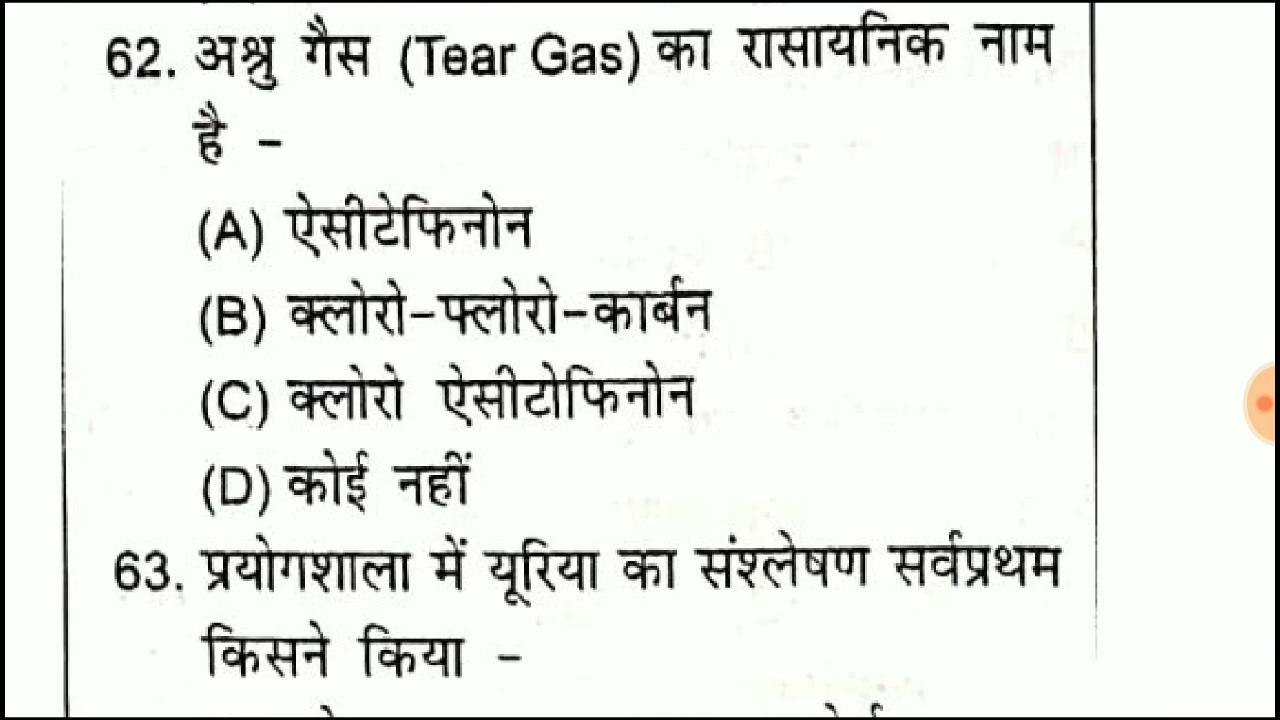 62. अश्रु गैस (Tear Gas) का रासायनिक नाम
है -
(A) ऐसीटेफिनोन
(B) क्लोरो-फ्लोरो-कार्बन
(C) क्लोरो ऐसीटोफिनोन
(D) कोई नहीं
63. प्रयोगशाला में यूरिया का संश्लेषण सर्वप्रथम
किसने किया -